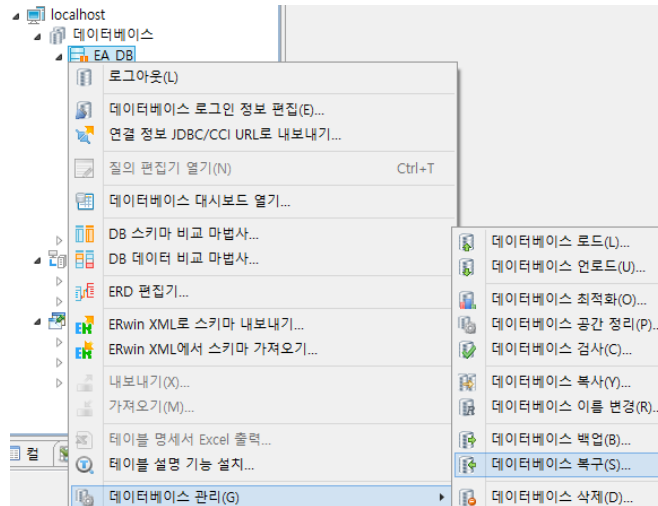 localhost
데이터베이스
EA_DB
로그아웃(L)
데이터베이스 로그인 정보 편집(E)...
연결 정보 JDBC/CCI URL로 내보내기...
질의 편집기 열기(N) Ctrl+T
데이터베이스 대시보드 열기...
DB 스키마 비교 마법사...
DB 데이터 비교 마법사...
ERD 편집기...
ERwin XML로 스키마 내보내기...
ERwin XML에서 스키마 가져오기...
내보내기(X)...
가져오기(M)...
테이블 명세서 Excel 출력...
테이블 설명 기능 설치...
데이터베이스 관리(G)
데이터베이스 로드(L)...
데이터베이스 언로드(U)...
데이터베이스 최적화(O)...
데이터베이스 공간 정리(P)...
데이터베이스 검사(C)...
데이터베이스 복사(Y)...
데이터베이스 이름 변경(R)...
데이터베이스 백업(B)...
데이터베이스 복구(S)...
데이터베이스 삭제(D)...
컬